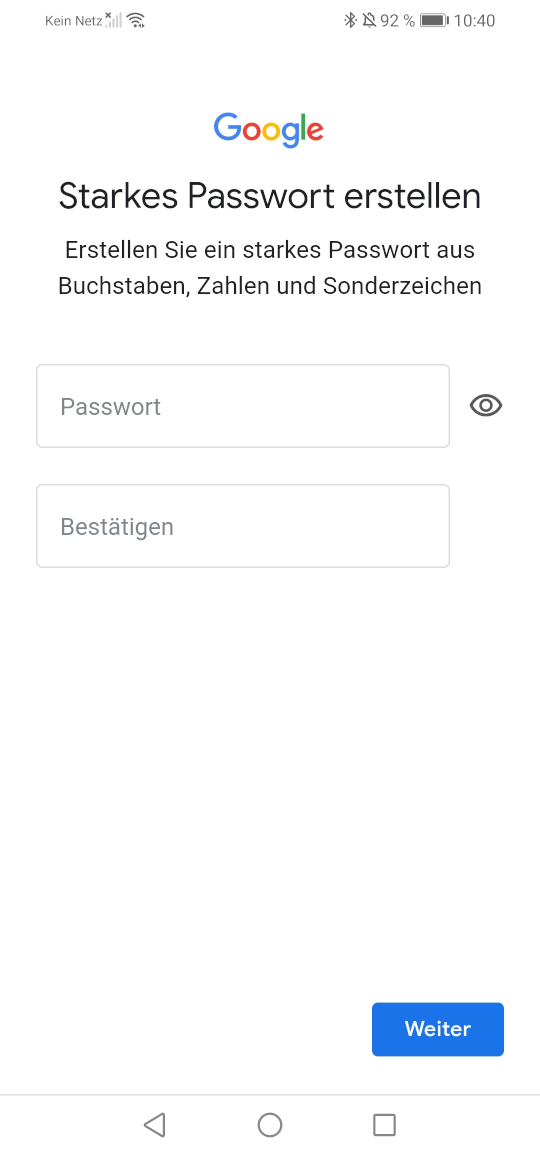 Kein Netz 92 % 10:40
Google
Starkes Passwort erstellen
Erstellen Sie ein starkes Passwort aus
Buchstaben, Zahlen und Sonderzeichen
Passwort
Bestätigen
Weiter